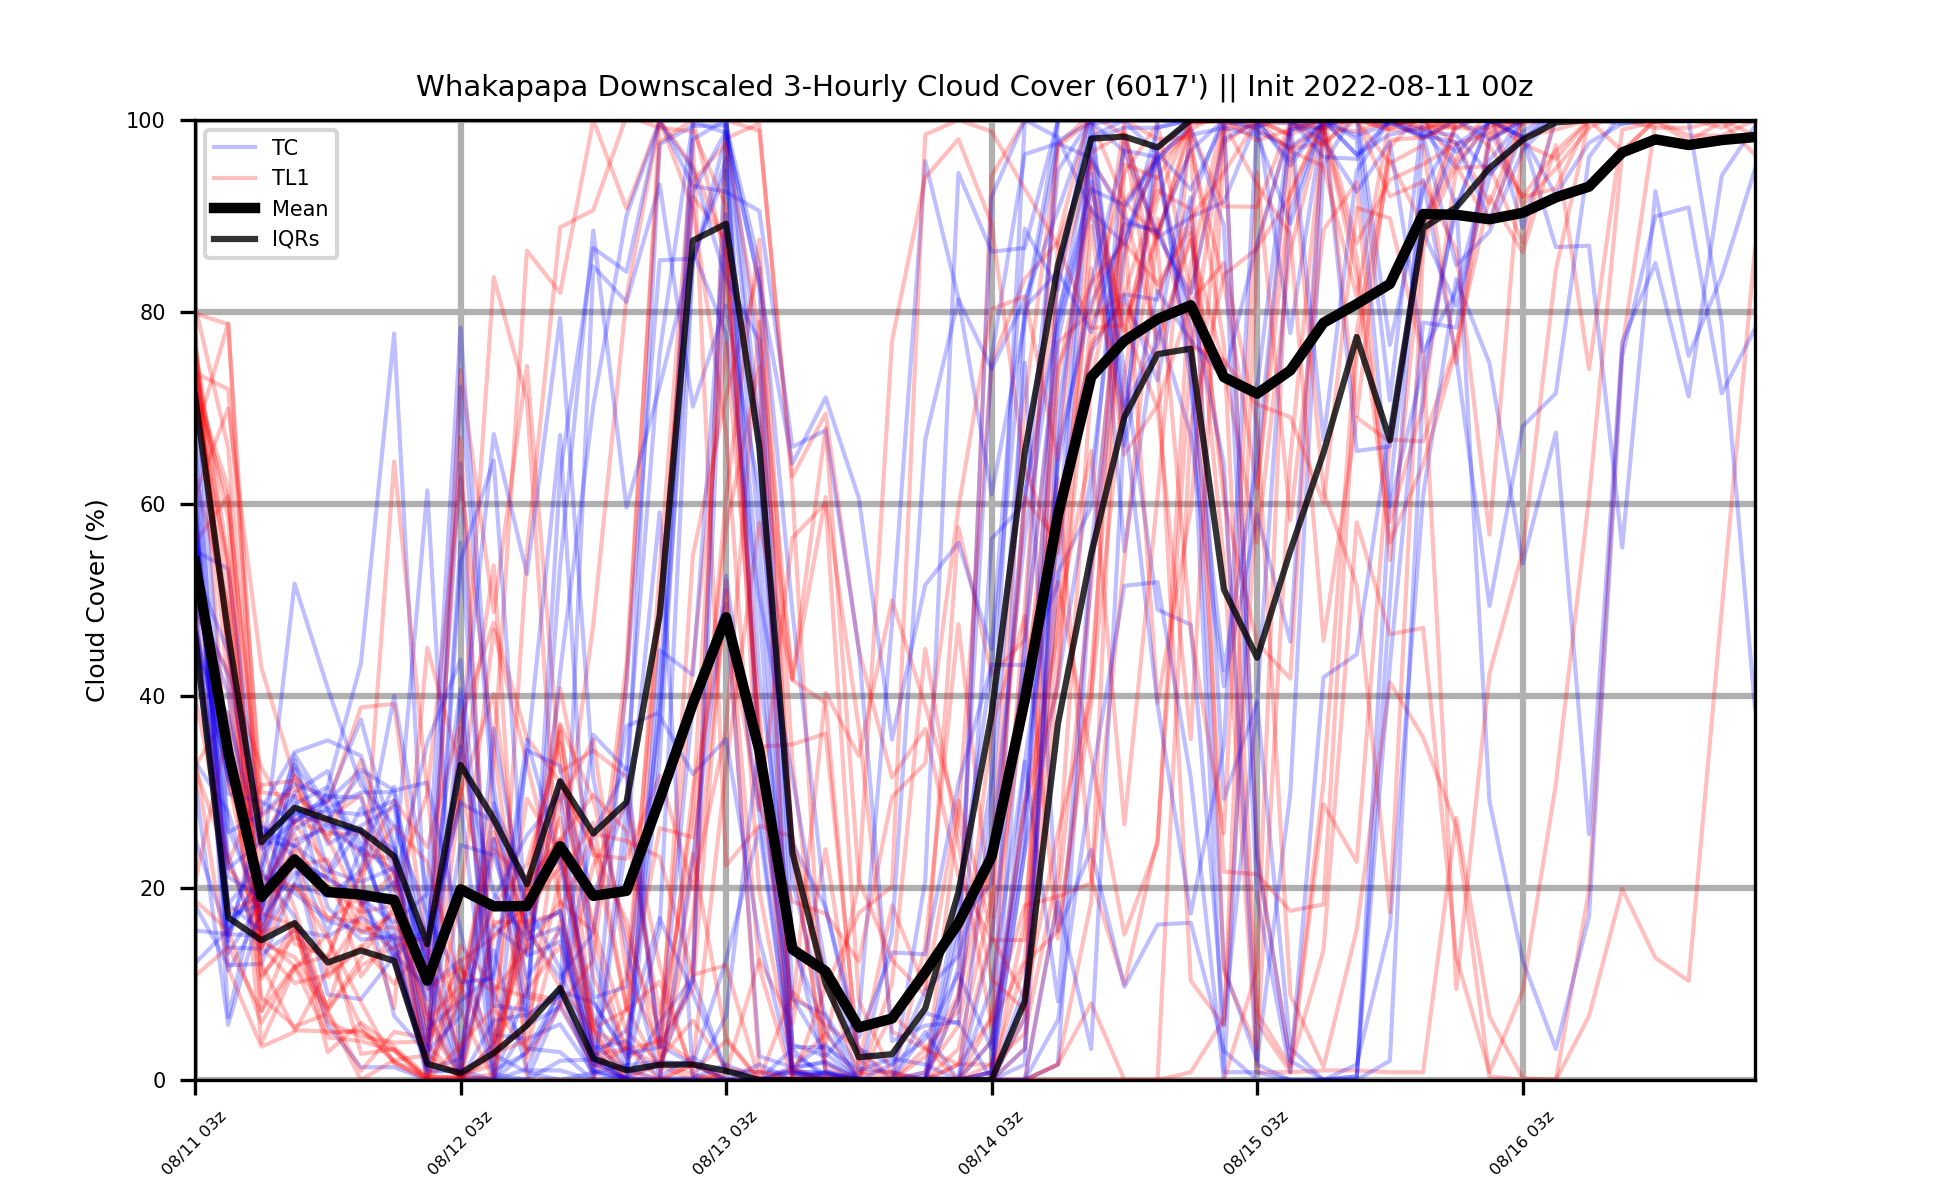 Whakapapa Downscaled 3-Hourly Cloud Cover (6017') || Init 2022-08-11 00z
TC
TL1
Mean
IQRs
Cloud Cover (%)
100
80
60
40
20
0
08/11 03z
08/12 03z
08/13 03z
08/14 03z
08/15 03z
08/16 03z